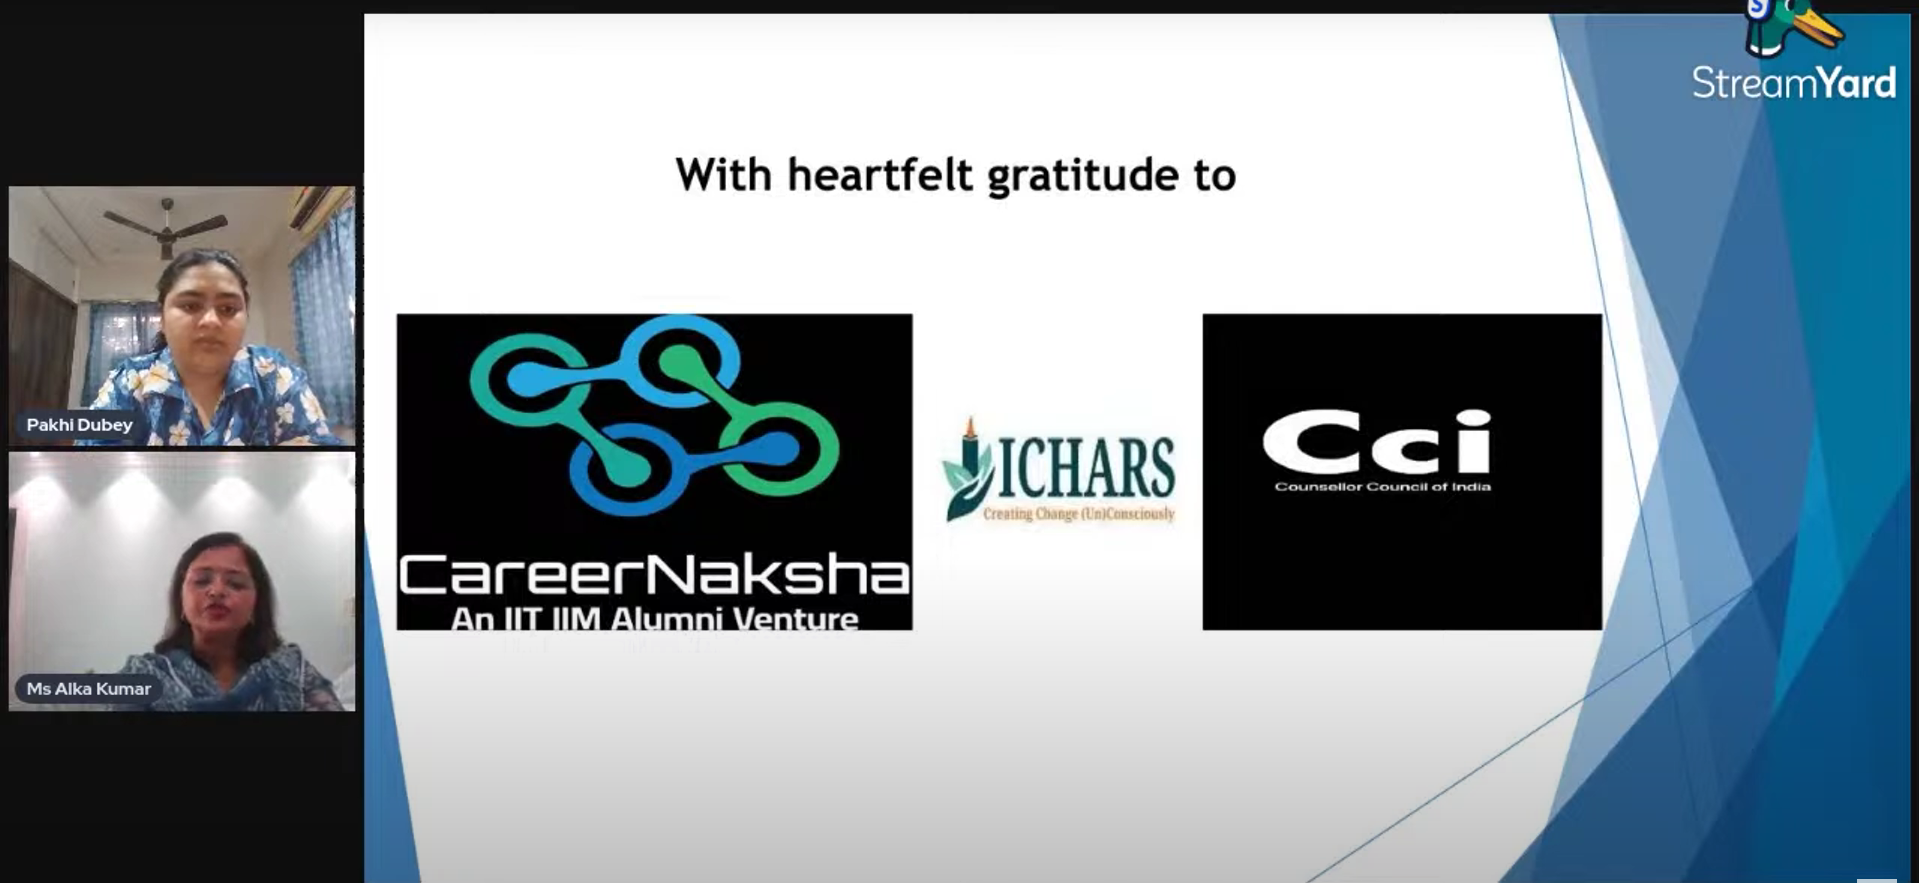 StreamYard
With heartfelt gratitude to
CareerNaksha
An IIT IIM Alumni Venture
ICHARS
Creating Change (Un)Consciously
Cci
Counsellor Council of India
Pakhi Dubey
Ms Alka Kumar